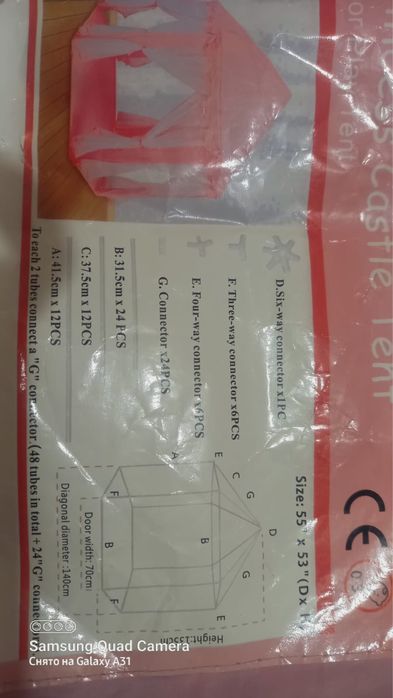 Castle Tent
Size: 55" x 53"(Dx H
D.Six-way connector x1PC
F. Three-way connector x6PCS
E. Four-way connector x6PCS
G. Connector x24PCS
B: 31.5cm x 24 PCS
C: 37.5cm x 12PCS
A: 41.5cm x 12PCS
To each 2 tubes connect a "G" connector (48 tubes in total + 24"G"
D
G
G
C
E
E
B
A
F
B
F
Height:135cm
Door width: 70cm
Diagonal diameter :140cm
CE
Samsung Quad Camera
Снято на Galaxy A31